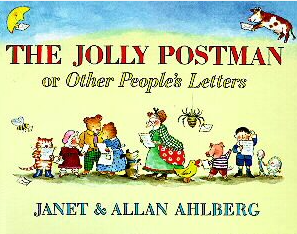 THE JOLLY POSTMAN
or Other People's Letters
JANET & ALLAN AHLBERG